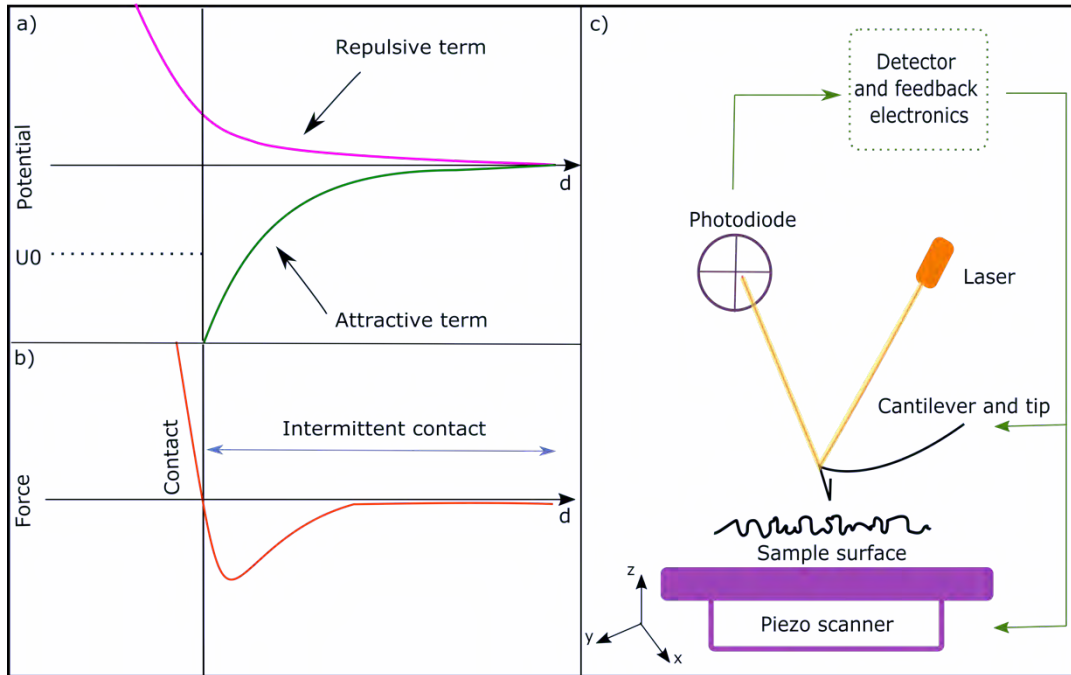 a)
Repulsive term
Potential
d
U0
Attractive term
b)
Contact
Intermittent contact
Force
d
c)
Detector
and feedback
electronics
Photodiode
Laser
Cantilever and tip
Sample surface
z
y
x
Piezo scanner